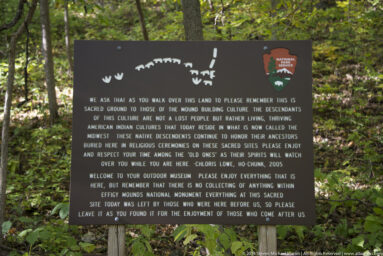 NATIONAL
PARK
SERVICE
WE ASK THAT AS YOU WALK OVER THIS LAND TO PLEASE REMEMBER THIS IS
SACRED GROUND TO THOSE OF THE MOUND BUILDING CULTURE THE DESCENDANTS
OF THIS CULTURE ARE NOT A LOST PEOPLE BUT RATHER LIVING, THRIVING
AMERICAN INDIAN CULTURES THAT TODAY RESIDE IN WHAT IS NOW CALLED THE
MIDWEST THESE NATIVE DESCENDENTS CONTINUE TO HONOR THEIR ANCESTORS
BURIED HERE IN RELIGIOUS CEREMONIES ON THESE SACRED SITES PLEASE ENJOY
AND RESPECT YOUR TIME AMONG THE 'OLD ONES' AS THEIR SPIRITS WILL WATCH
OVER YOU WHILE YOU ARE HERE -CHLORIS LOWE, HO-CHUNK, 2005
WELCOME TO YOUR OUTDOOR MUSEUM PLEASE ENJOY EVERYTHING THAT IS
HERE, BUT REMEMBER THAT THERE IS NO COLLECTING OF ANYTHING WITHIN
EFFIGY MOUNDS NATIONAL MONUMENT EVERYTHING AT THIS SACRED
SITE TODAY WAS LEFT BY THOSE WHO WERE HERE BEFORE US, SO PLEASE
LEAVE IT AS YOU FOUND IT FOR THE ENJOYMENT OF THOSE WHO COME AFTER US